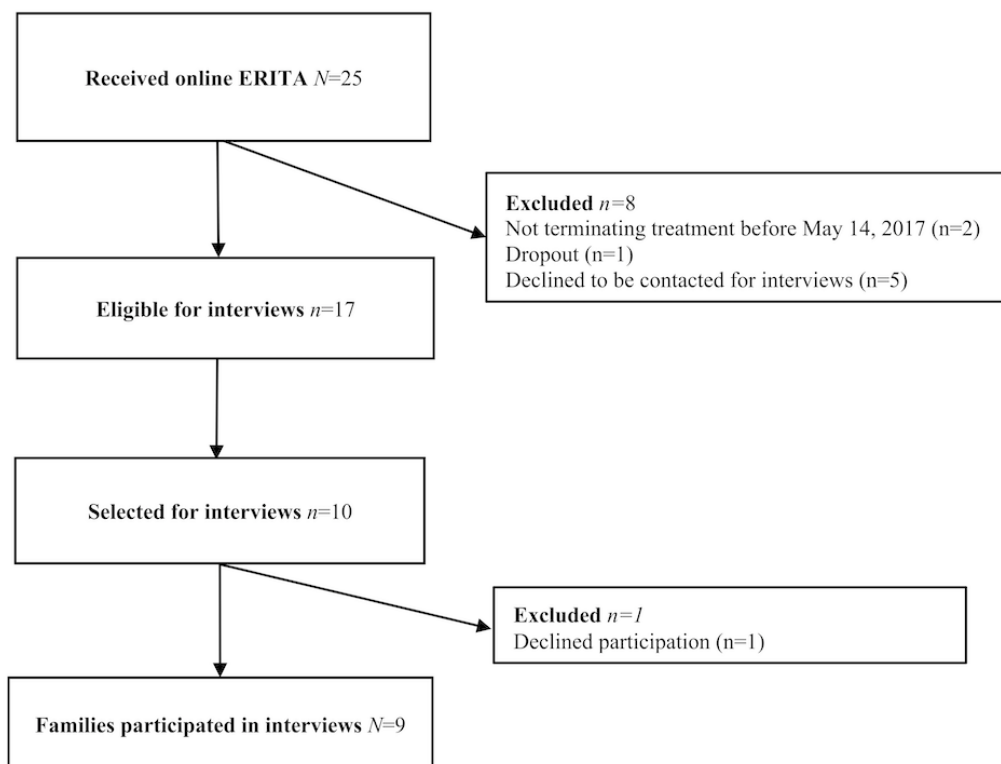 Received online ERITA N=25
Excluded n=8
Not terminating treatment before May 14, 2017 (n=2)
Dropout (n=1)
Declined to be contacted for interviews (n=5)
Eligible for interviews n=17
Selected for interviews n=10
Excluded n=1
Declined participation (n=1)
Families participated in interviews N=9